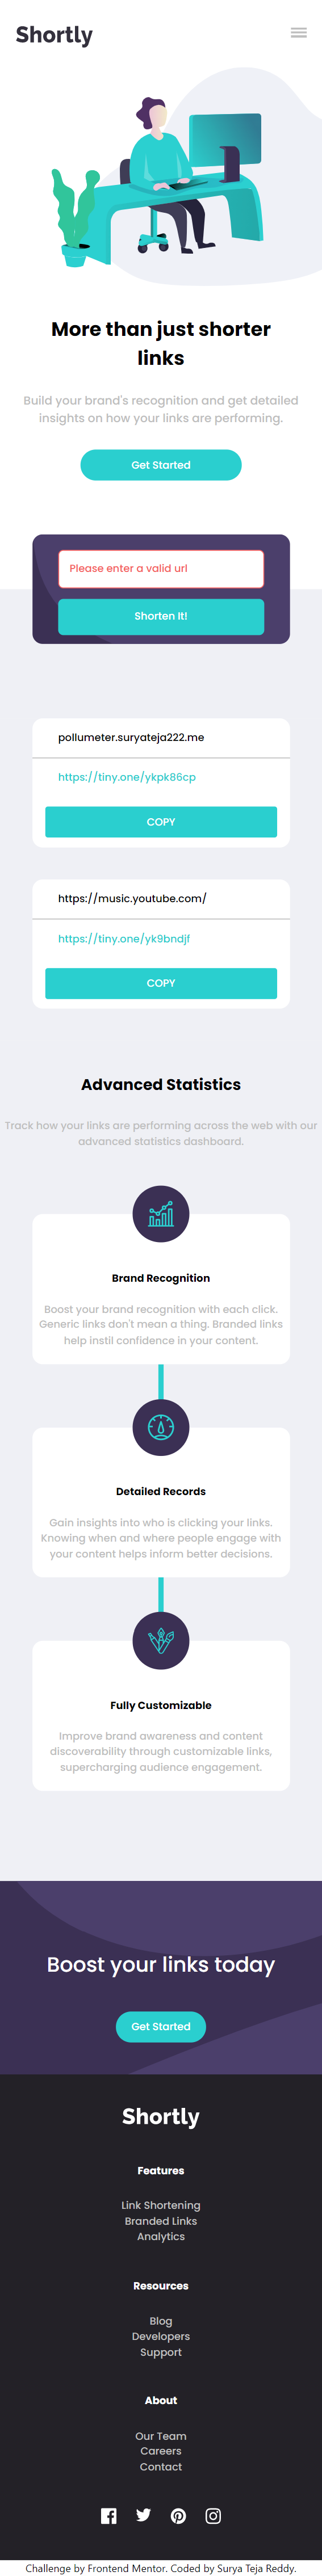 Shortly
More than just shorter
links
Build your brand's recognition and get detailed
insights on how your links are performing.
Get Started
Please enter a valid url
Shorten It!
pollumeter.suryateja222.me
https://tiny.one/ykpk86cp
COPY
https://music.youtube.com/
https://tiny.one/yk9bndjf
COPY
Advanced Statistics
Track how your links are performing across the web with our
advanced statistics dashboard.
Brand Recognition
Boost your brand recognition with each click.
Generic links don't mean a thing. Branded links
help instil confidence in your content.
Detailed Records
Gain insights into who is clicking your links.
Knowing when and where people engage with
your content helps inform better decisions.
Fully Customizable
Improve brand awareness and content
discoverability through customizable links,
supercharging audience engagement.
Boost your links today
Get Started
Shortly
Features
Link Shortening
Branded Links
Analytics
Resources
Blog
Developers
Support
About
Our Team
Careers
Contact
Challenge by Frontend Mentor. Coded by Surya Teja Reddy.